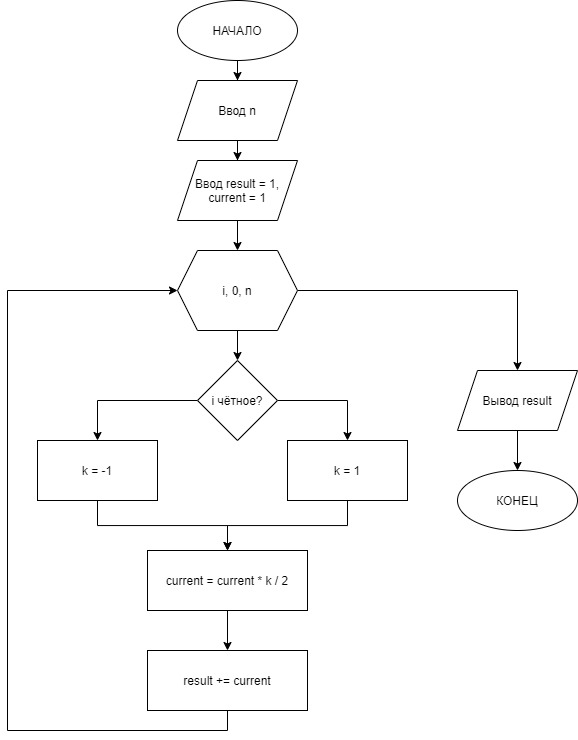 НАЧАЛО
Ввод n
Ввод result = 1,
current = 1
i, 0, n
i чётное?
k = -1
k = 1
current = current * k / 2
result += current
Вывод result
КОНЕЦ